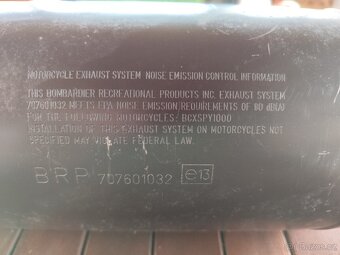 MOTORCYCLE EXHAUST SYSTEM NOISE EMISSION CONTROL INFORMATION
THIS BOMBARDIER RECREATIONAL PRODUCTS INC. EXHAUST SYSTEM
707601032 MEETS EPA NOISE EMISSION REQUIREMENTS OF 80 dB(A)
FOR THE FOLLOWING MOTORCYCLES: BCXSPY1000
INSTALLATION OF THIS EXHAUST SYSTEM ON MOTORCYCLES NOT
SPECIFIED MAY VIOLATE FEDERAL LAW.
BRP 707601032 e13